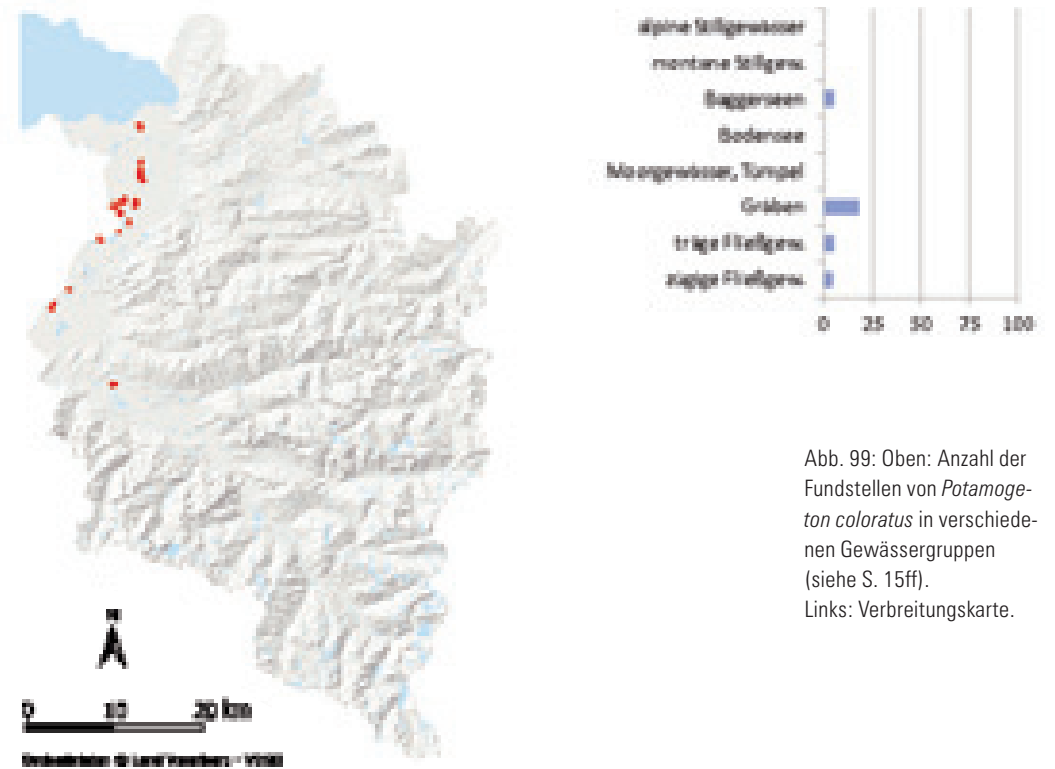 alpine Stillgewässer
montane Stillgew.
Baggerseen
Bodensee
Moorgewässer, Tümpel
Gräben
träge Fließgew.
zügige Fließgew.
0 25 50 75 100
Abb. 99: Oben: Anzahl der
Fundstellen von Potamoge-
ton coloratus in verschiede-
nen Gewässergruppen
(siehe S. 15ff).
Links: Verbreitungskarte.
N
0 10 20 km